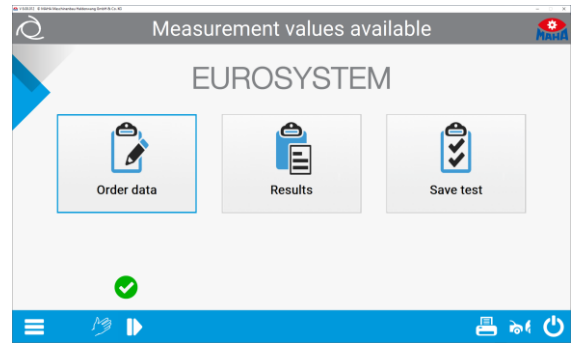 Measurement values available
MAHA
EUROSYSTEM
Order data
Results
Save test